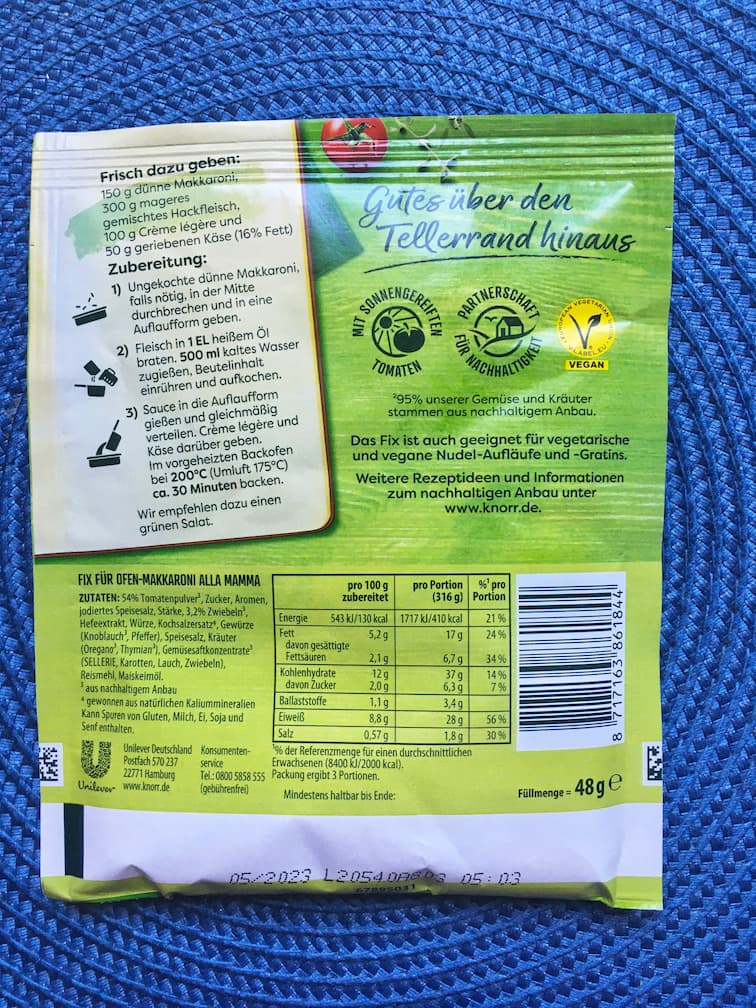 Frisch dazu geben:
150 g dünne Makkaroni,
300 g mageres
gemischtes Hackfleisch,
100 g Crème légère und
50 g geriebenen Käse (16% Fett)
Zubereitung:
1) Ungekochte dünne Makkaroni,
falls nötig, in der Mitte
durchbrechen und in eine
Auflaufform geben.
2) Fleisch in 1 EL heißem Öl
braten. 500 ml kaltes Wasser
zugießen, Beutelinhalt
einrühren und aufkochen.
3) Sauce in die Auflaufform
gießen und gleichmäßig
verteilen. Crème légère und
Käse darüber geben.
Im vorgeheizten Backofen
bei 200°C (Umluft 175°C)
ca. 30 Minuten backen.
Wir empfehlen dazu einen
grünen Salat.
Gutes über den
Tellerrand hinaus
MIT SONNENGEREIFTEN
TOMATEN
PARTNERSCHAFT
FÜR NACHHALTIGKEIT
EUROPEAN VEGETARIAN UNION
LABEL.EU
VEGAN
²95% unserer Gemüse und Kräuter
stammen aus nachhaltigem Anbau.
Das Fix ist auch geeignet für vegetarische
und vegane Nudel-Aufläufe und -Gratins.
Weitere Rezeptideen und Informationen
zum nachhaltigen Anbau unter
www.knorr.de.
FIX FÜR OFEN-MAKKARONI ALLA MAMMA
ZUTATEN: 54% Tomatenpulver³, Zucker, Aromen,
jodiertes Speisesalz, Stärke, 3,2% Zwiebeln³,
Hefeextrakt, Würze, Kochsalzersatz⁴, Gewürze
(Knoblauch³, Pfeffer), Speisesalz, Kräuter
(Oregano³, Thymian³), Gemüsesaftkonzentrate³
(SELLERIE, Karotten, Lauch, Zwiebeln),
Reismehl, Maiskeimöl.
³ aus nachhaltigem Anbau
⁴ gewonnen aus natürlichen Kaliummineralien
Kann Spuren von Gluten, Milch, Ei, Soja und
Senf enthalten.
pro 100 g zubereitet pro Portion (316 g) %¹ pro Portion
Energie 543 kJ/130 kcal 1717 kJ/410 kcal 21 %
Fett 5,2 g 17 g 24 %
davon gesättigte
Fettsäuren 2,1 g 6,7 g 34 %
Kohlenhydrate 12 g 37 g 14 %
davon Zucker 2,0 g 6,3 g 7 %
Ballaststoffe 1,1 g 3,4 g
Eiweiß 8,8 g 28 g 56 %
Salz 0,57 g 1,8 g 30 %
¹% der Referenzmenge für einen durchschnittlichen
Erwachsenen (8400 kJ/2000 kcal).
Packung ergibt 3 Portionen.
Mindestens haltbar bis Ende:
8 717163 861844
Füllmenge = 48 g e
Unilever
Unilever Deutschland
Postfach 570 237
22771 Hamburg
www.knorr.de
Konsumenten-
service
Tel.: 0800 5858 555
(gebührenfrei)
05/2023 05:03
67895031